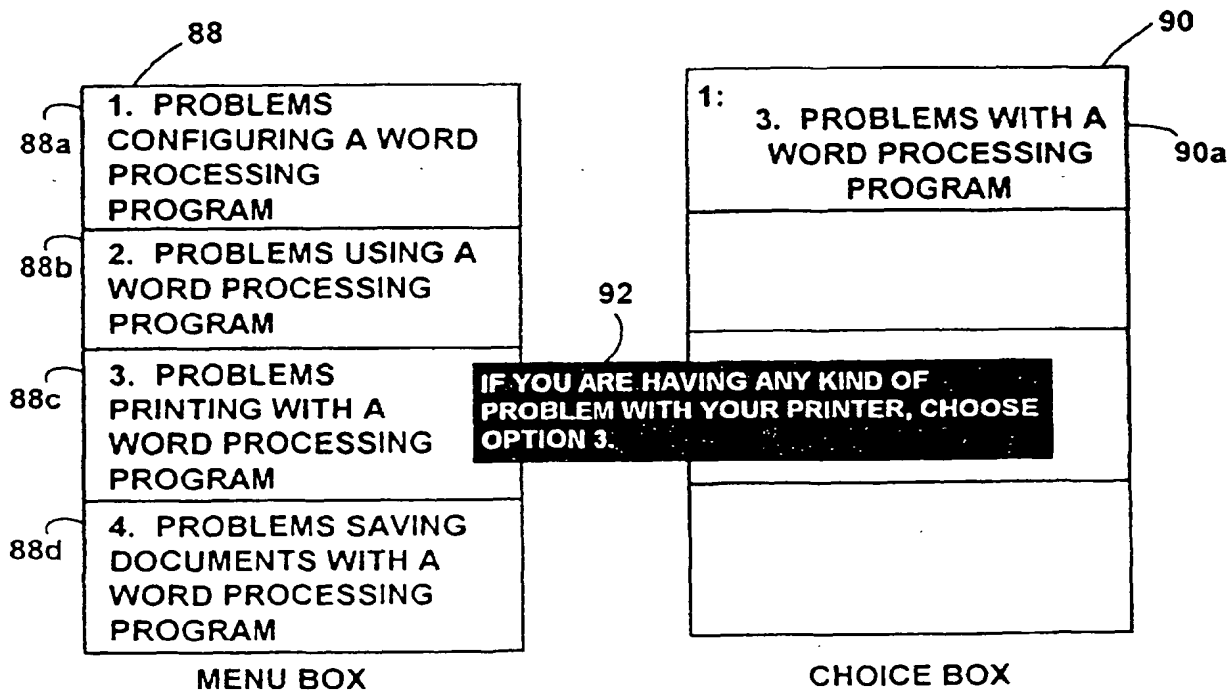 88
88a
1. PROBLEMS
CONFIGURING A WORD
PROCESSING
PROGRAM
88b
2. PROBLEMS USING A
WORD PROCESSING
PROGRAM
88c
3. PROBLEMS
PRINTING WITH A
WORD PROCESSING
PROGRAM
88d
4. PROBLEMS SAVING
DOCUMENTS WITH A
WORD PROCESSING
PROGRAM
MENU BOX
92
IF YOU ARE HAVING ANY KIND OF
PROBLEM WITH YOUR PRINTER, CHOOSE
OPTION 3.
90
1:
3. PROBLEMS WITH A
WORD PROCESSING
PROGRAM
90a
CHOICE BOX